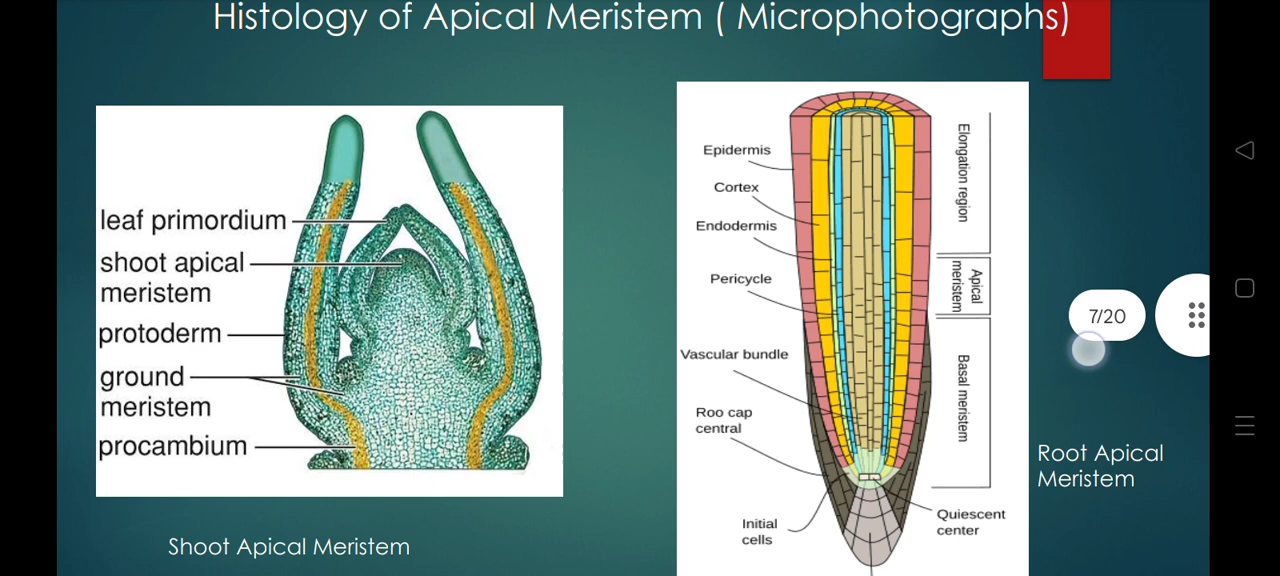 Histology of Apical Meristem ( Microphotographs)
leaf primordium
shoot apical
meristem
protoderm
ground
meristem
procambium
Shoot Apical Meristem
Epidermis
Cortex
Endodermis
Pericycle
Vascular bundle
Roo cap
central
Initial
cells
Elongation region
Apical
meristem
Basal meristem
Quiescent
center
Root Apical
Meristem
7/20